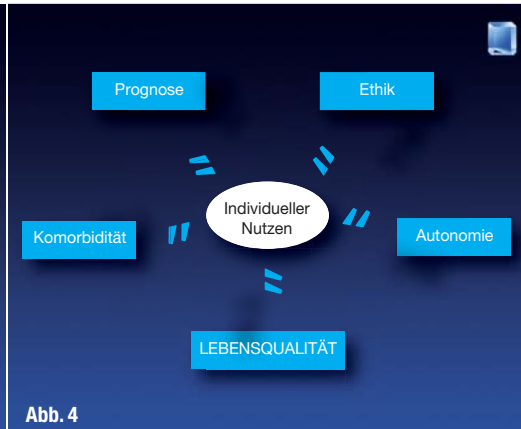 Prognose
Ethik
Individueller
Nutzen
Komorbidität
Autonomie
LEBENSQUALITÄT
Abb. 4